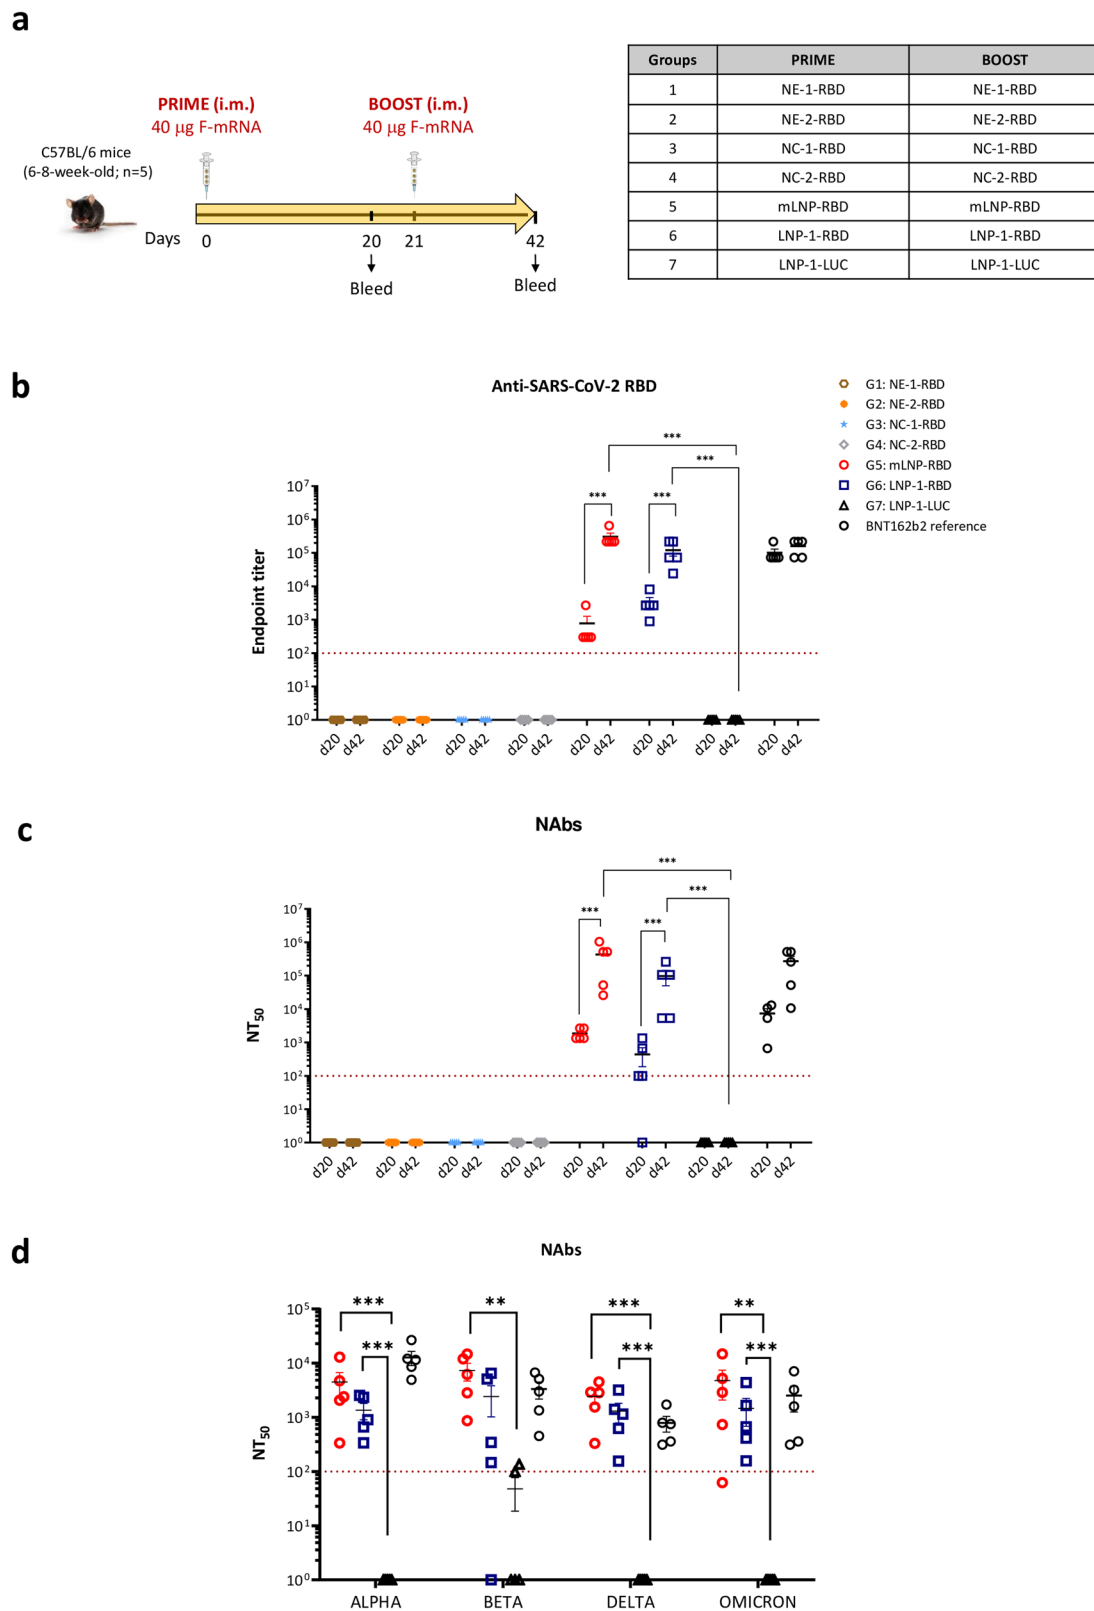 a
PRIME (i.m.)
40 µg F-mRNA
BOOST (i.m.)
40 µg F-mRNA
C57BL/6 mice
(6-8-week-old; n=5)
Days 0 20 21 42
Bleed
Bleed
Groups PRIME BOOST
1 NE-1-RBD NE-1-RBD
2 NE-2-RBD NE-2-RBD
3 NC-1-RBD NC-1-RBD
4 NC-2-RBD NC-2-RBD
5 mLNP-RBD mLNP-RBD
6 LNP-1-RBD LNP-1-RBD
7 LNP-1-LUC LNP-1-LUC
b
Anti-SARS-CoV-2 RBD
G1: NE-1-RBD
G2: NE-2-RBD
G3: NC-1-RBD
G4: NC-2-RBD
G5: mLNP-RBD
G6: LNP-1-RBD
G7: LNP-1-LUC
BNT162b2 reference
***
***
*** ***
Endpoint titer
10⁷
10⁶
10⁵
10⁴
10³
10²
10¹
10⁰
d20 d42 d20 d42 d20 d42 d20 d42 d20 d42 d20 d42 d20 d42 d20 d42
c
NAbs
***
***
*** ***
NT₅₀
10⁷
10⁶
10⁵
10⁴
10³
10²
10¹
10⁰
d20 d42 d20 d42 d20 d42 d20 d42 d20 d42 d20 d42 d20 d42 d20 d42
d
NAbs
*** ** *** **
*** *** ***
NT₅₀
10⁵
10⁴
10³
10²
10¹
10⁰
ALPHA BETA DELTA OMICRON